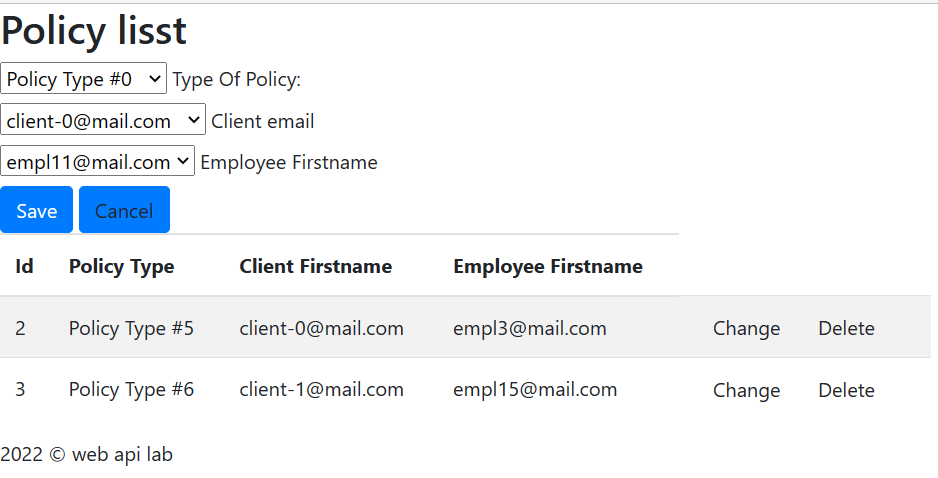 Policy lisst
Policy Type #0 Type Of Policy:
client-0@mail.com Client email
empl11@mail.com Employee Firstname
Save Cancel
Id Policy Type Client Firstname Employee Firstname
2 Policy Type #5 client-0@mail.com empl3@mail.com Change Delete
3 Policy Type #6 client-1@mail.com empl15@mail.com Change Delete
2022 © web api lab